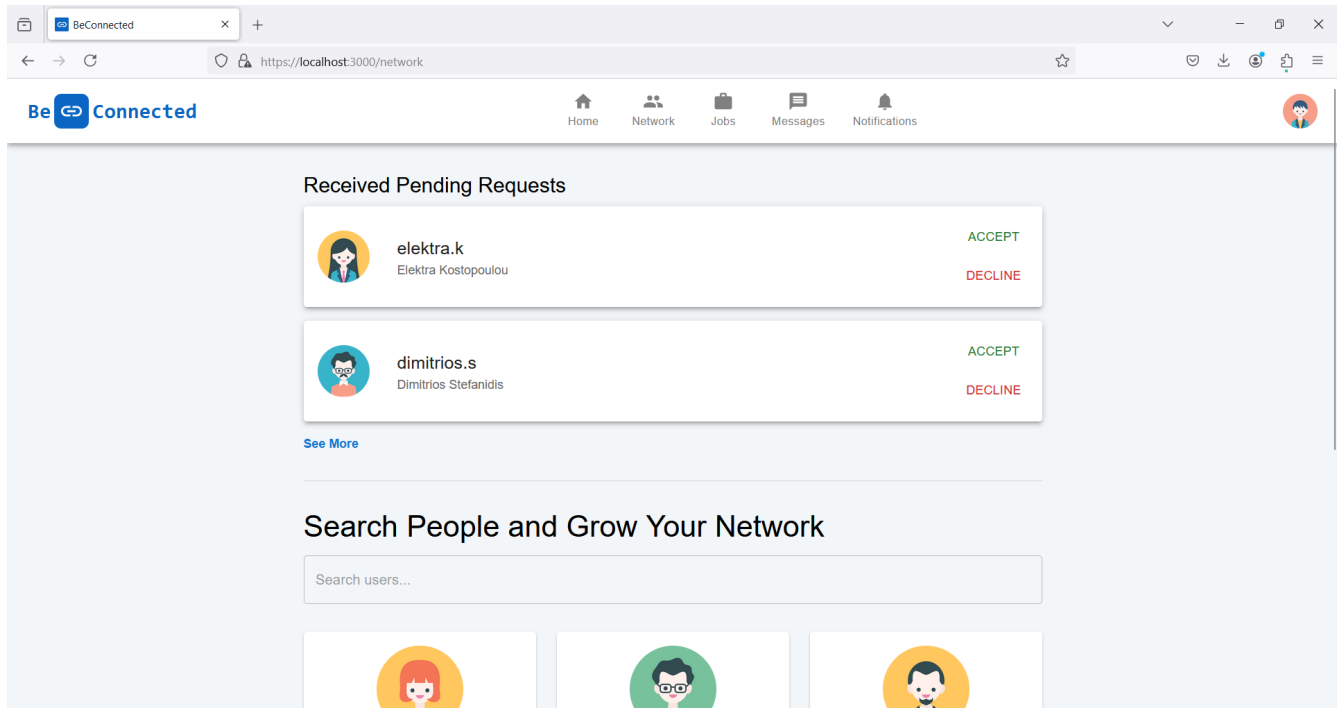 BeConnected
https://localhost:3000/network
Be Connected
Home Network Jobs Messages Notifications
Received Pending Requests
elektra.k
Elektra Kostopoulou
ACCEPT
DECLINE
dimitrios.s
Dimitrios Stefanidis
ACCEPT
DECLINE
See More
Search People and Grow Your Network
Search users...